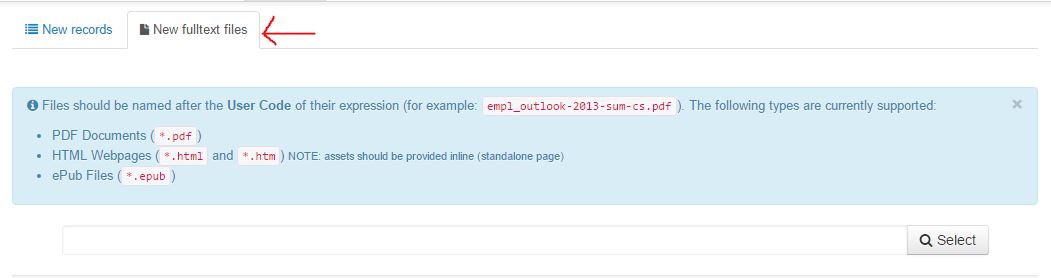 New records New fulltext files
Files should be named after the User Code of their expression (for example: empl_outlook-2013-sum-cs.pdf ). The following types are currently supported: ×
• PDF Documents ( *.pdf )
• HTML Webpages ( *.html and *.htm ) NOTE: assets should be provided inline (standalone page)
• ePub Files ( *.epub )
Select